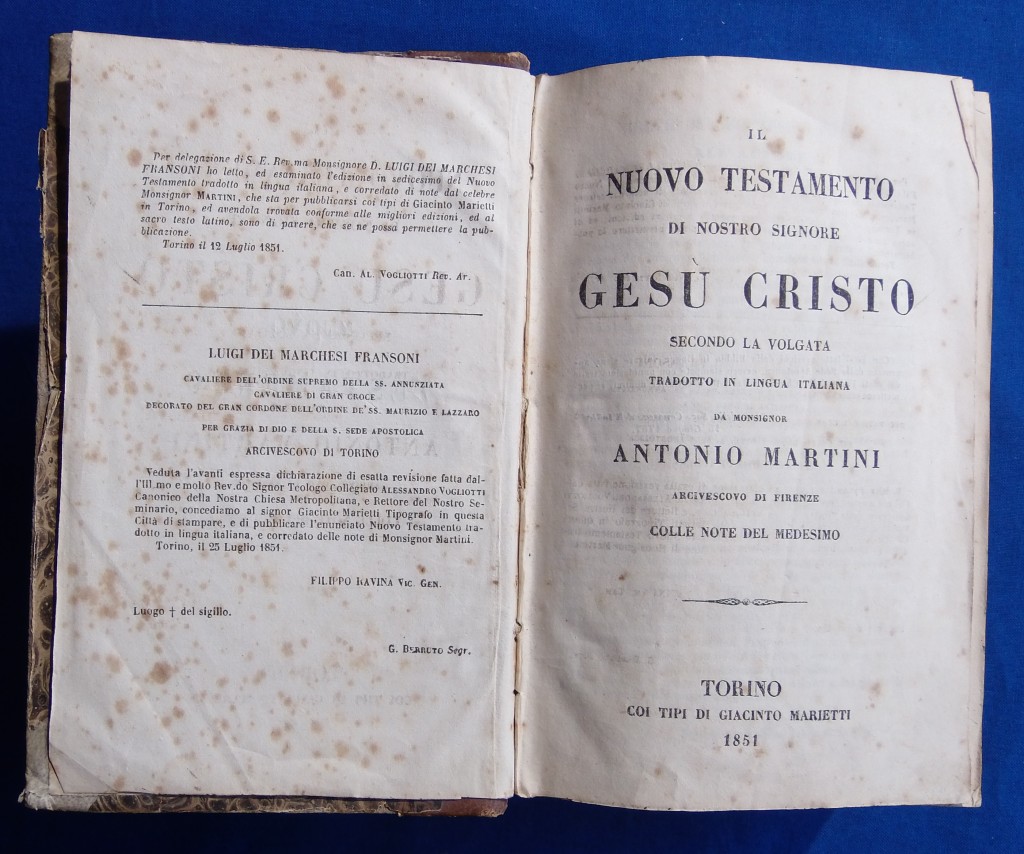 Per delegazione di S. E. Rev.ma Monsignore D. LUIGI DEI MARCHESI
FRANSONI ho letto, ed esaminato l'edizione in sedicesimo del Nuovo
Testamento tradotto in lingua italiana, e corredato di note dal celebre
Monsignor MARTINI, che sta per pubblicarsi coi tipi di Giacinto Marietti
in Torino, ed avendola trovata conforme alle migliori edizioni, ed al
sacro testo latino, sono di parere, che se ne possa permettere la pub-
blicazione.
Torino il 12 Luglio 1851.
Can. AL. VOGLIOTTI Rev. Ar.
LUIGI DEI MARCHESI FRANSONI
CAVALIERE DELL'ORDINE SUPREMO DELLA SS. ANNUNZIATA
CAVALIERE DI GRAN CROCE
DECORATO DEL GRAN CORDONE DELL'ORDINE DE' SS. MAURIZIO E LAZZARO
PER GRAZIA DI DIO E DELLA S. SEDE APOSTOLICA
ARCIVESCOVO DI TORINO
Veduta l'avanti espressa dichiarazione di esatta revisione fatta dal-
l'Ill.mo e molto Rev.do Signor Teologo Collegiato ALESSANDRO VOGLIOTTI
Canonico della Nostra Chiesa Metropolitana, e Rettore del Nostro Se-
minario, concediamo al signor Giacinto Marietti Tipografo in questa
Città di stampare, e di pubblicare l'enunciato Nuovo Testamento tra-
dotto in lingua italiana, e corredato delle note di Monsignor Martini.
Torino, il 25 Luglio 1851.
FILIPPO RAVINA VIC. GEN.
Luogo † del sigillo.
G. BERRUTO Segr.
IL
NUOVO TESTAMENTO
DI NOSTRO SIGNORE
GESÙ CRISTO
SECONDO LA VOLGATA
TRADOTTO IN LINGUA ITALIANA
DA MONSIGNOR
ANTONIO MARTINI
ARCIVESCOVO DI FIRENZE
COLLE NOTE DEL MEDESIMO
TORINO
COI TIPI DI GIACINTO MARIETTI
1851